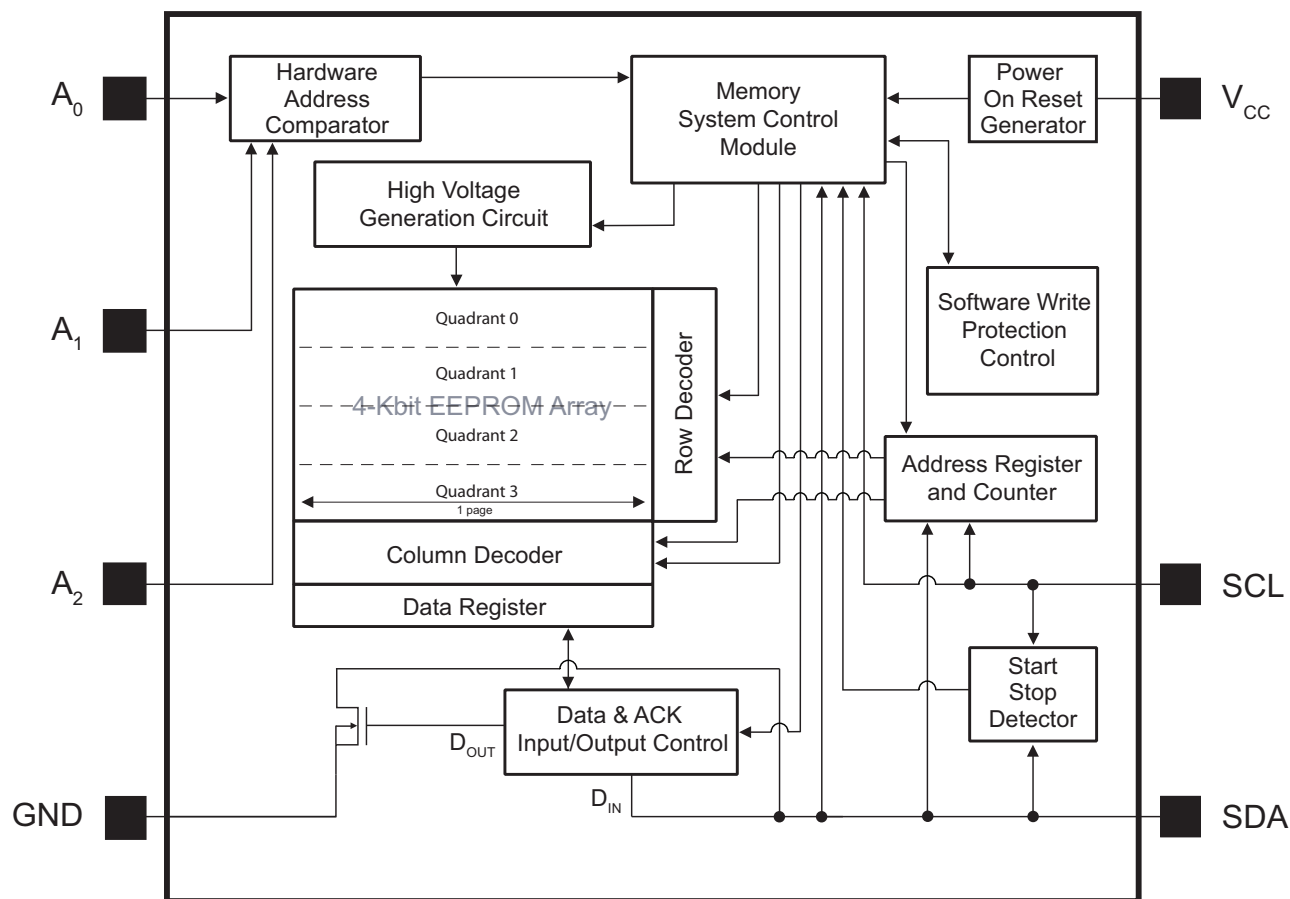 A0
Hardware
Address
Comparator
Memory
System Control
Module
Power
On Reset
Generator
VCC
High Voltage
Generation Circuit
A1
Quadrant 0
Quadrant 1
4-Kbit EEPROM Array
Quadrant 2
Quadrant 3
1 page
Row Decoder
Software Write
Protection
Control
Address Register
and Counter
A2
Column Decoder
Data Register
SCL
Start
Stop
Detector
Data & ACK
Input/Output Control
DOUT
DIN
GND
SDA